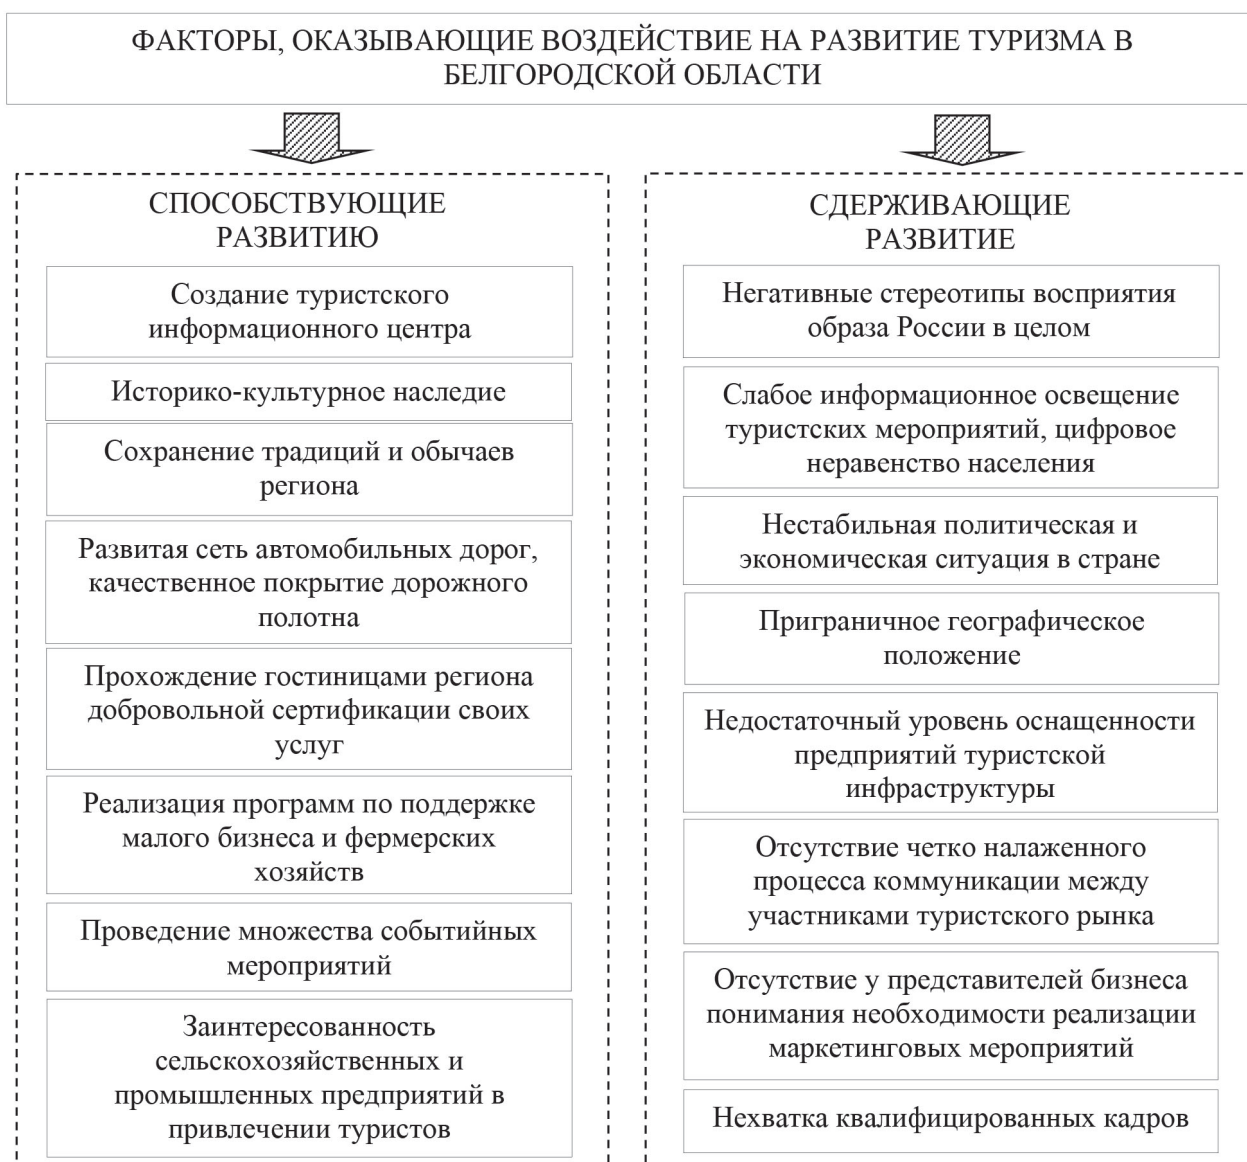 ФАКТОРЫ, ОКАЗЫВАЮЩИЕ ВОЗДЕЙСТВИЕ НА РАЗВИТИЕ ТУРИЗМА В
БЕЛГОРОДСКОЙ ОБЛАСТИ
СПОСОБСТВУЮЩИЕ
РАЗВИТИЮ
Создание туристского
информационного центра
Историко-культурное наследие
Сохранение традиций и обычаев
региона
Развитая сеть автомобильных дорог,
качественное покрытие дорожного
полотна
Прохождение гостиницами региона
добровольной сертификации своих
услуг
Реализация программ по поддержке
малого бизнеса и фермерских
хозяйств
Проведение множества событийных
мероприятий
Заинтересованность
сельскохозяйственных и
промышленных предприятий в
привлечении туристов
СДЕРЖИВАЮЩИЕ
РАЗВИТИЕ
Негативные стереотипы восприятия
образа России в целом
Слабое информационное освещение
туристских мероприятий, цифровое
неравенство населения
Нестабильная политическая и
экономическая ситуация в стране
Приграничное географическое
положение
Недостаточный уровень оснащенности
предприятий туристской
инфраструктуры
Отсутствие четко налаженного
процесса коммуникации между
участниками туристского рынка
Отсутствие у представителей бизнеса
понимания необходимости реализации
маркетинговых мероприятий
Нехватка квалифицированных кадров